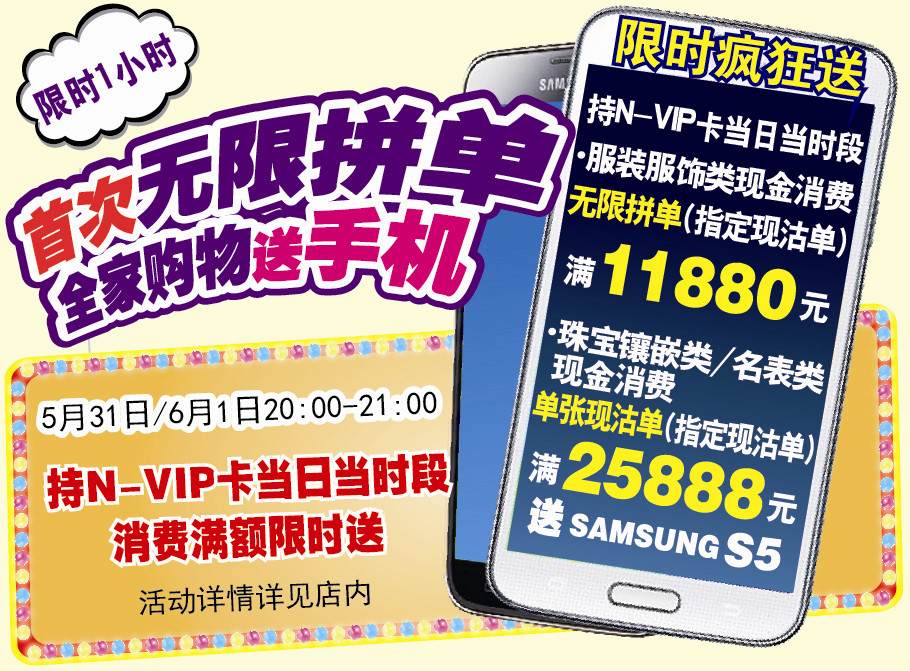 限时1小时
首次无限拼单
全家购物送手机
5月31日/6月1日20:00-21:00
持N-VIP卡当日当时段
消费满额限时送
活动详情详见店内
SAM
限时疯狂送
持N-VIP卡当日当时段
·服装服饰类现金消费
无限拼单(指定现沽单)
满11880元
·珠宝镶嵌类/名表类
现金消费
单张现沽单(指定现沽单)
满25888元
送SAMSUNG S5